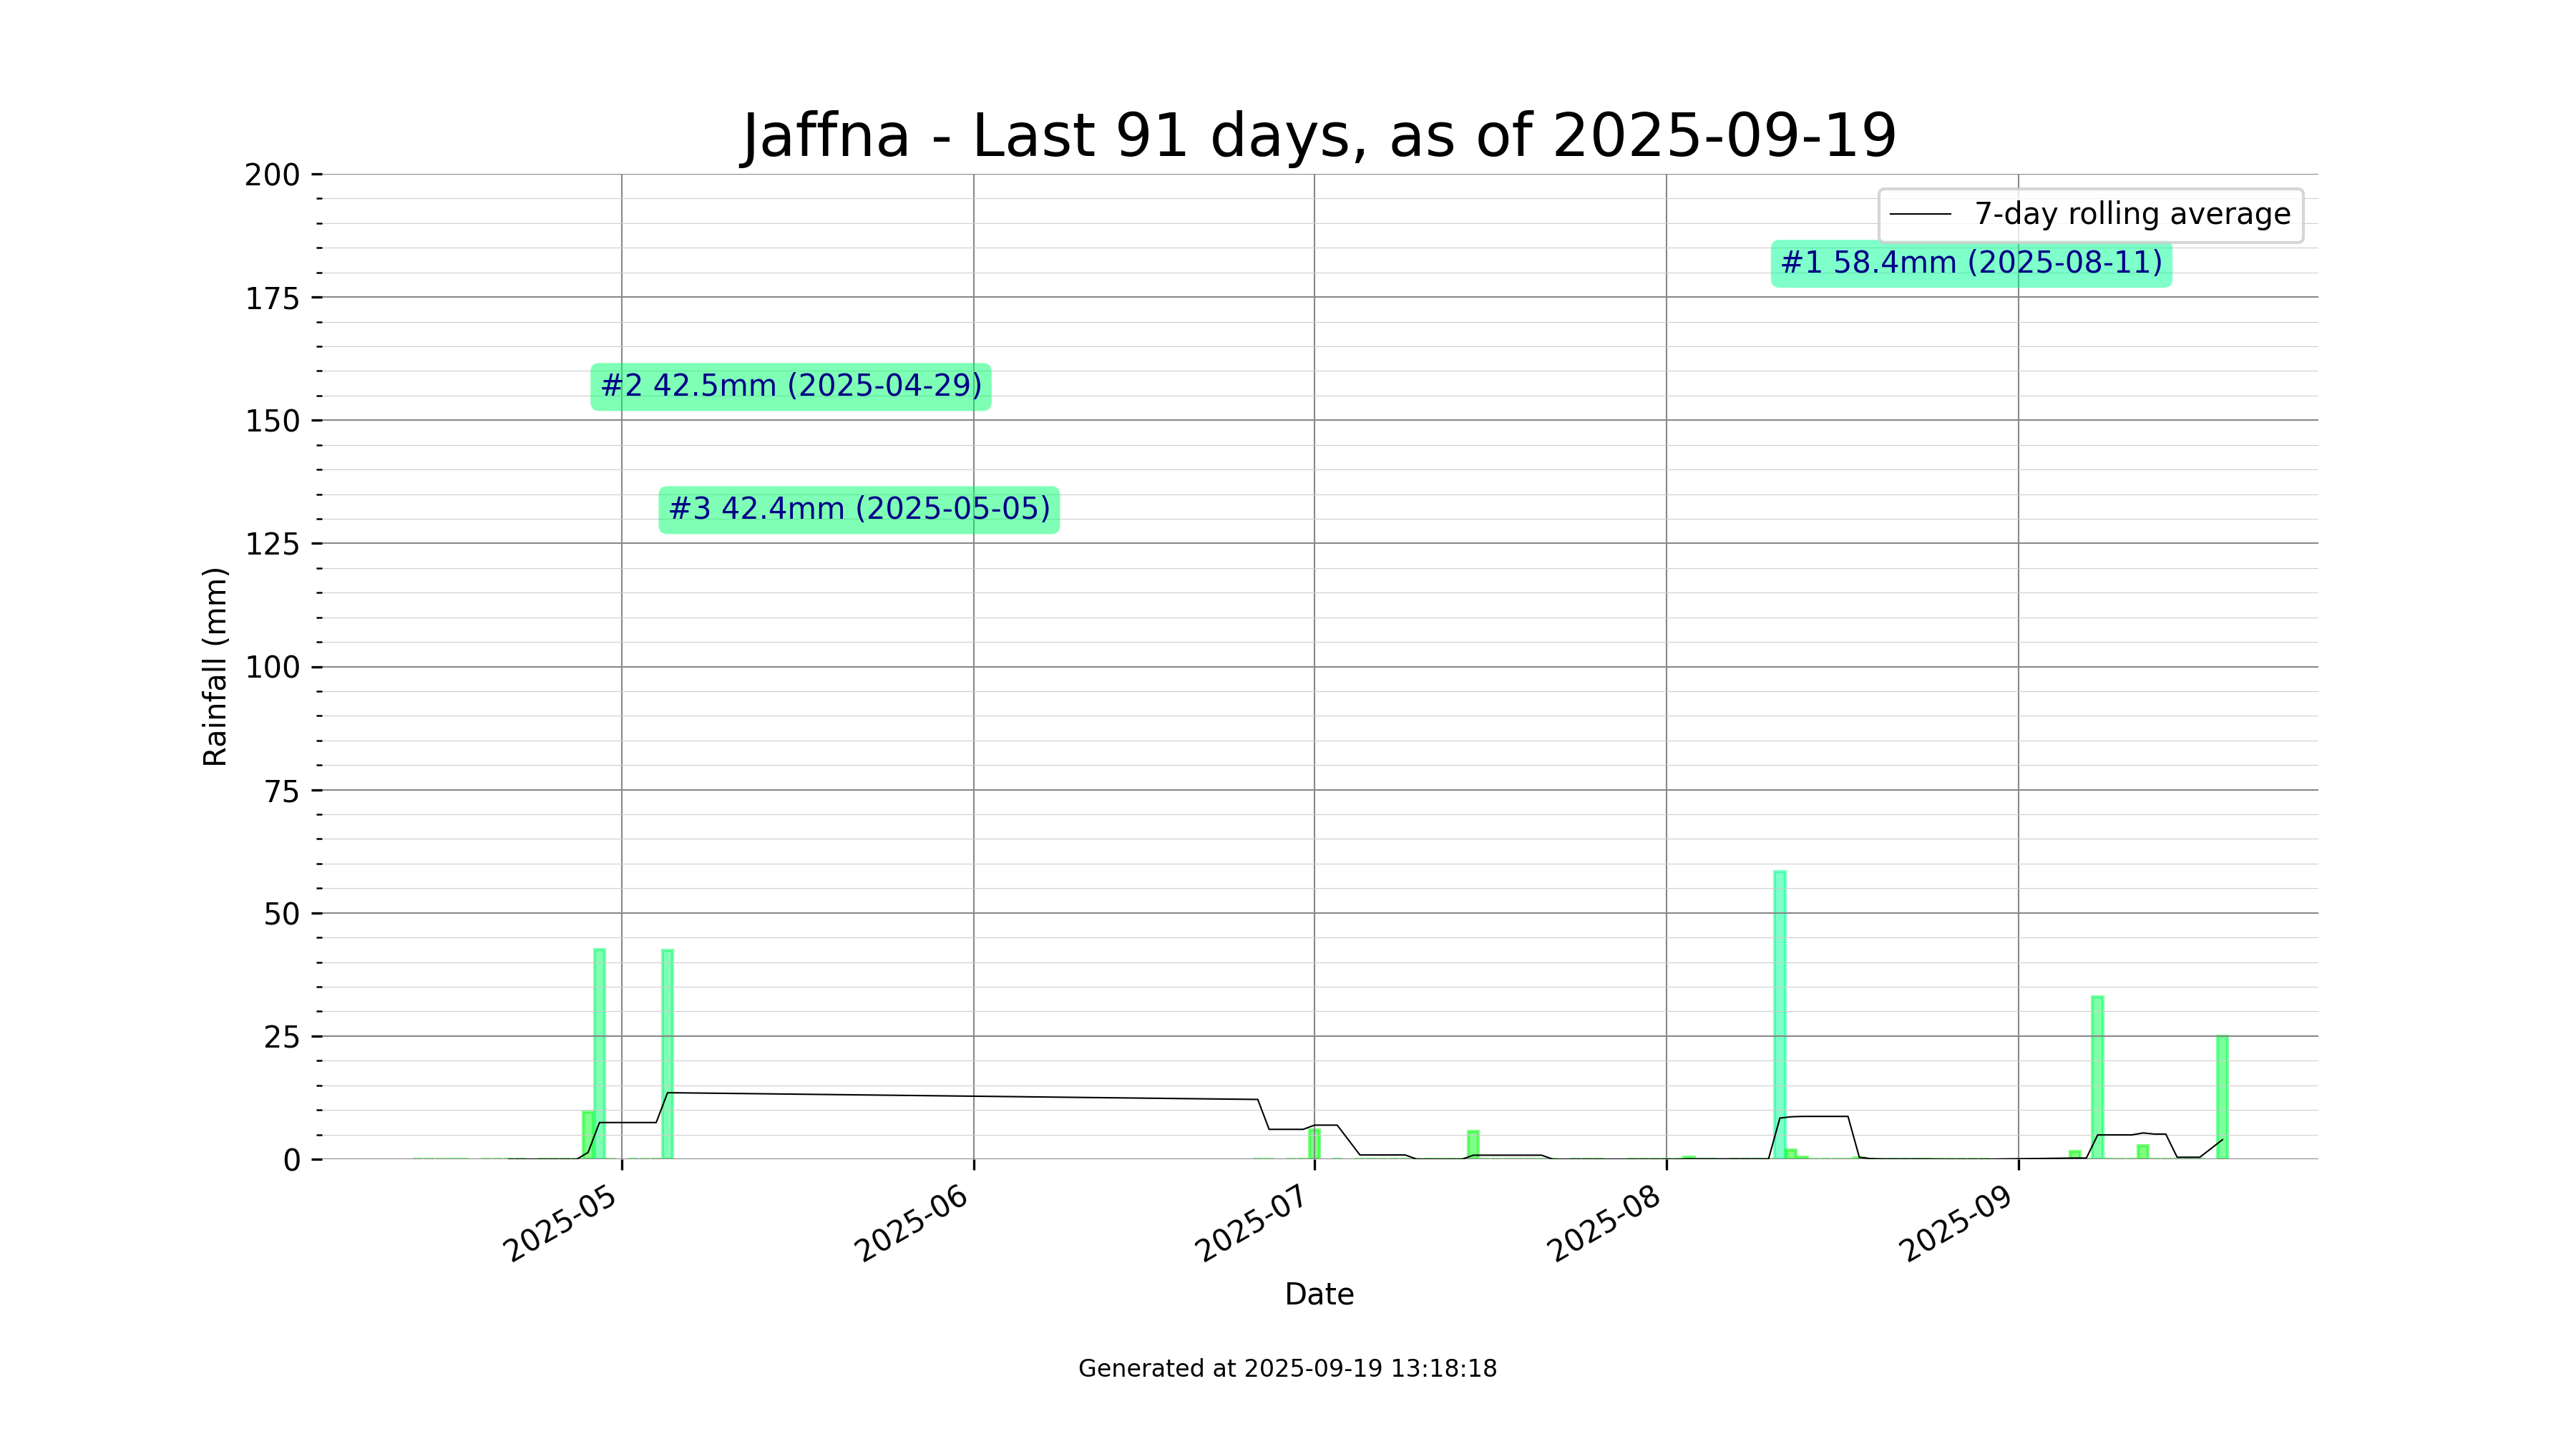 Jaffna - Last 91 days, as of 2025-09-19
7-day rolling average
#1 58.4mm (2025-08-11)
#2 42.5mm (2025-04-29)
#3 42.4mm (2025-05-05)
Rainfall (mm)
200
175
150
125
100
75
50
25
0
2025-05
2025-06
2025-07
2025-08
2025-09
Date
Generated at 2025-09-19 13:18:18